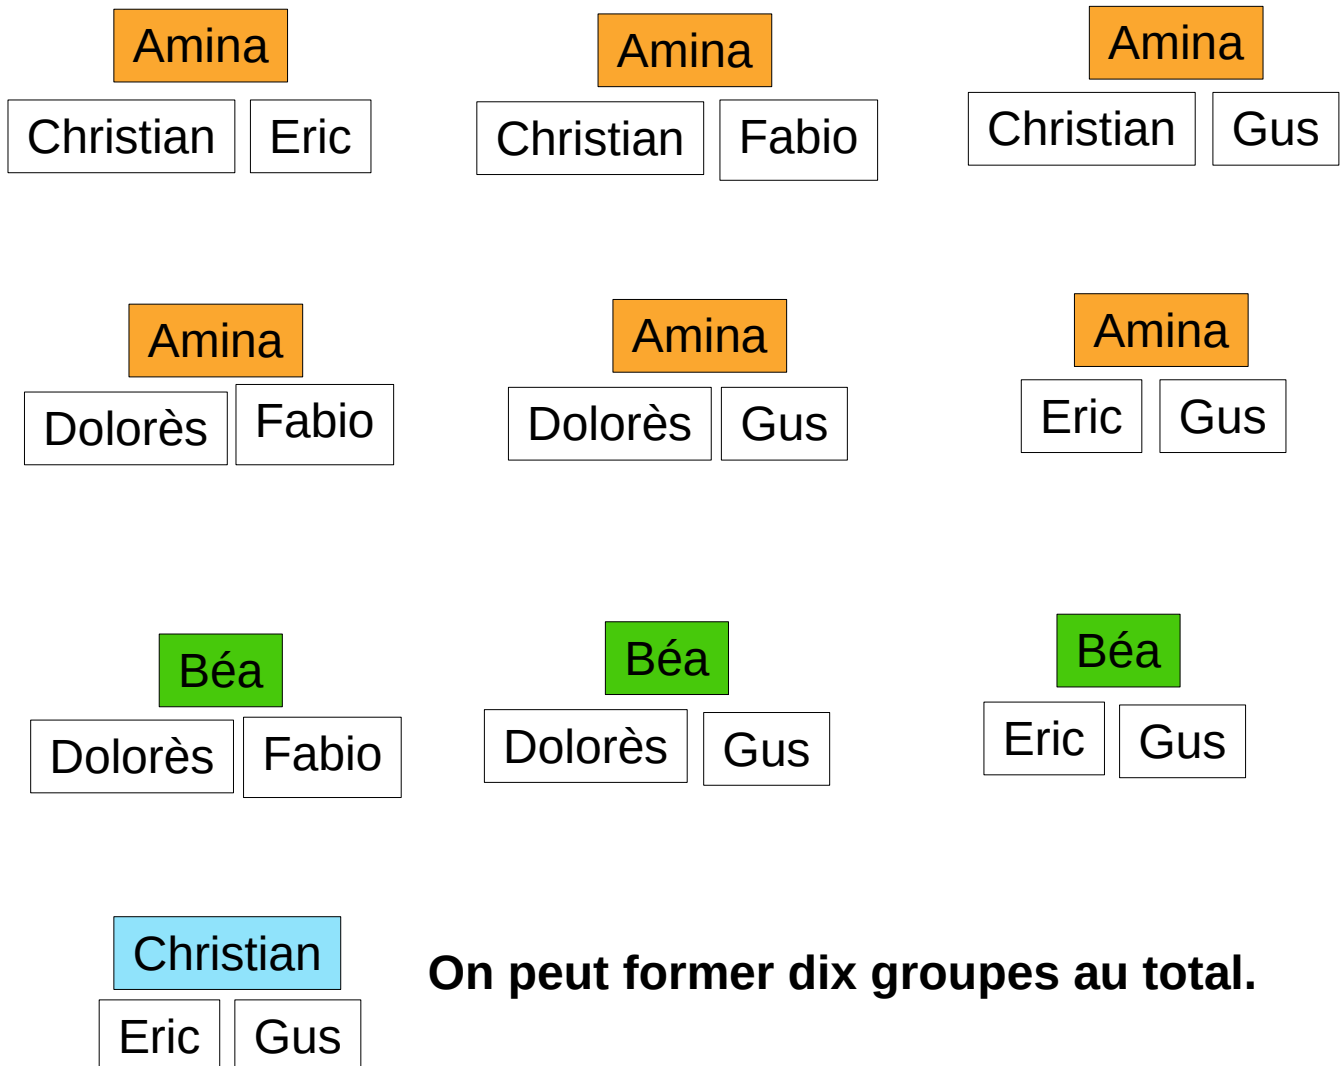 Amina Amina Amina
Christian Eric Christian Fabio Christian Gus
Amina Amina Amina
Dolorès Fabio Dolorès Gus Eric Gus
Béa Béa Béa
Dolorès Fabio Dolorès Gus Eric Gus
Christian
On peut former dix groupes au total.
Eric Gus